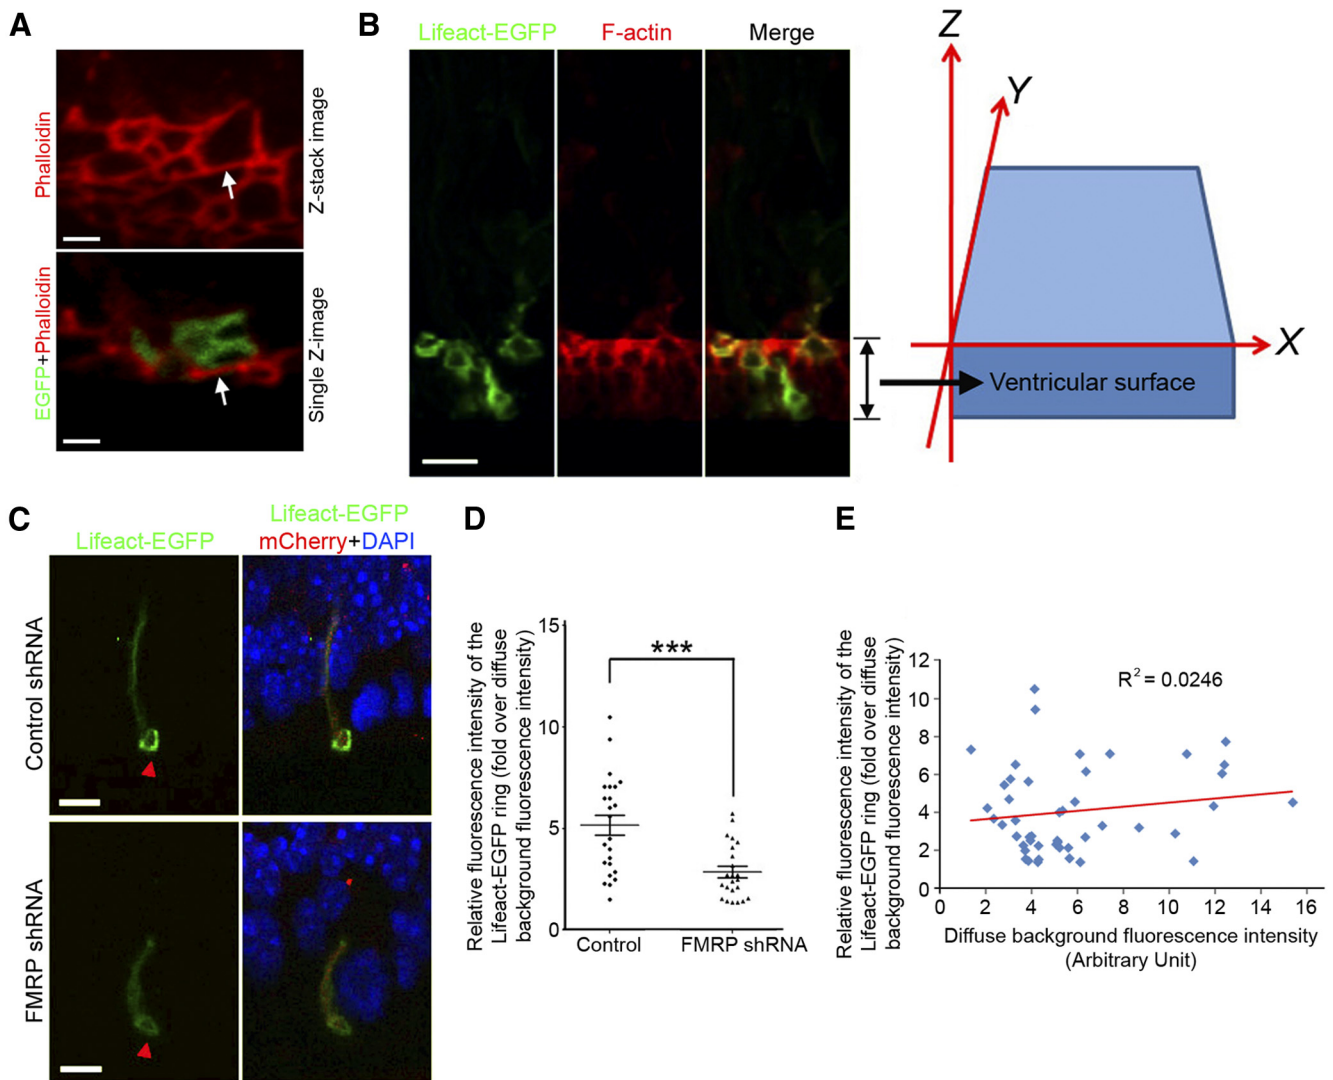 A
Phalloidin
Z-stack image
EGFP+Phalloidin
Single Z-image
B
Lifeact-EGFP
F-actin
Merge
Z
Y
X
Ventricular surface
C
Lifeact-EGFP
Lifeact-EGFP
mCherry+DAPI
Control shRNA
FMRP shRNA
D
Relative fluorescence intensity of the
Lifeact-EGFP ring (fold over diffuse
background fluorescence intensity)
15
10
5
0
***
Control
FMRP shRNA
E
Relative fluorescence intensity of the
Lifeact-EGFP ring (fold over diffuse
background fluorescence intensity)
12
10
8
6
4
2
0
R² = 0.0246
0 2 4 6 8 10 12 14 16
Diffuse background fluorescence intensity
(Arbitrary Unit)